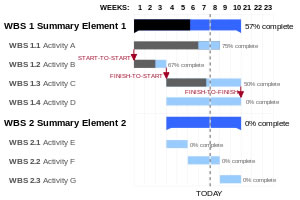 WEEKS: 1 2 3 4 5 6 7 8 9 10 21 22 23
WBS 1 Summary Element 1 57% complete
WBS 1.1 Activity A 75% complete
START-TO-START
WBS 1.2 Activity B 67% complete
FINISH-TO-START
WBS 1.3 Activity C 50% complete
FINISH-TO-FINISH
WBS 1.4 Activity D 0% complete
WBS 2 Summary Element 2 0% complete
WBS 2.1 Activity E 0% complete
WBS 2.2 Activity F 0% complete
WBS 2.3 Activity G 0% complete
TODAY